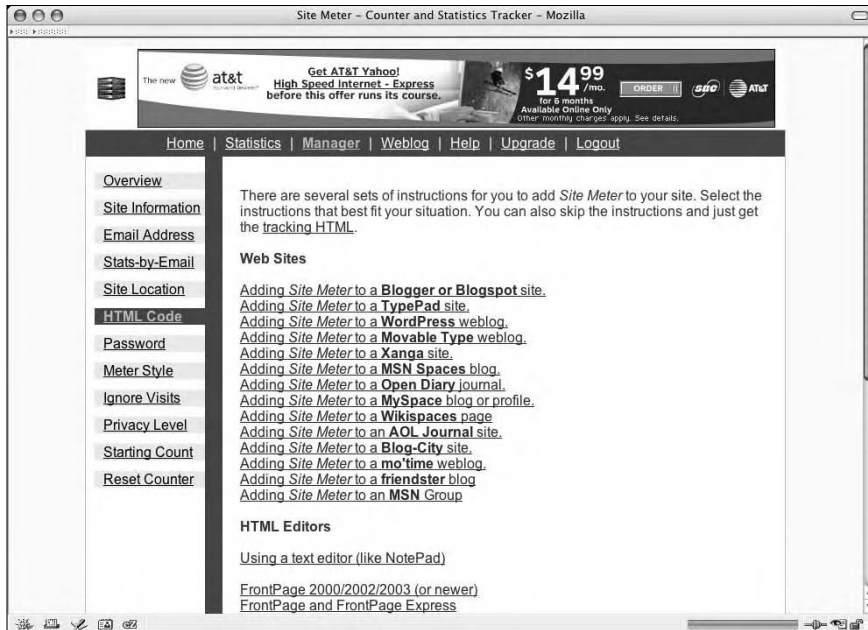 Site Meter – Counter and Statistics Tracker – Mozilla
The new at&t
Get AT&T Yahoo!
High Speed Internet - Express
before this offer runs its course.
$14.99/mo.
for 6 months
Available Online Only
Other monthly charges apply. See details.
ORDER
SBC
AT&T
Home | Statistics | Manager | Weblog | Help | Upgrade | Logout
Overview
Site Information
Email Address
Stats-by-Email
Site Location
HTML Code
Password
Meter Style
Ignore Visits
Privacy Level
Starting Count
Reset Counter
There are several sets of instructions for you to add Site Meter to your site. Select the
instructions that best fit your situation. You can also skip the instructions and just get
the tracking HTML.
Web Sites
Adding Site Meter to a Blogger or Blogspot site.
Adding Site Meter to a TypePad site.
Adding Site Meter to a WordPress weblog.
Adding Site Meter to a Movable Type weblog.
Adding Site Meter to a Xanga site.
Adding Site Meter to a MSN Spaces blog.
Adding Site Meter to a Open Diary journal.
Adding Site Meter to a MySpace blog or profile.
Adding Site Meter to a Wikispaces page
Adding Site Meter to an AOL Journal site.
Adding Site Meter to a Blog-City site.
Adding Site Meter to a mo'time weblog.
Adding Site Meter to a friendster blog
Adding Site Meter to an MSN Group
HTML Editors
Using a text editor (like NotePad)
FrontPage 2000/2002/2003 (or newer)
FrontPage and FrontPage Express